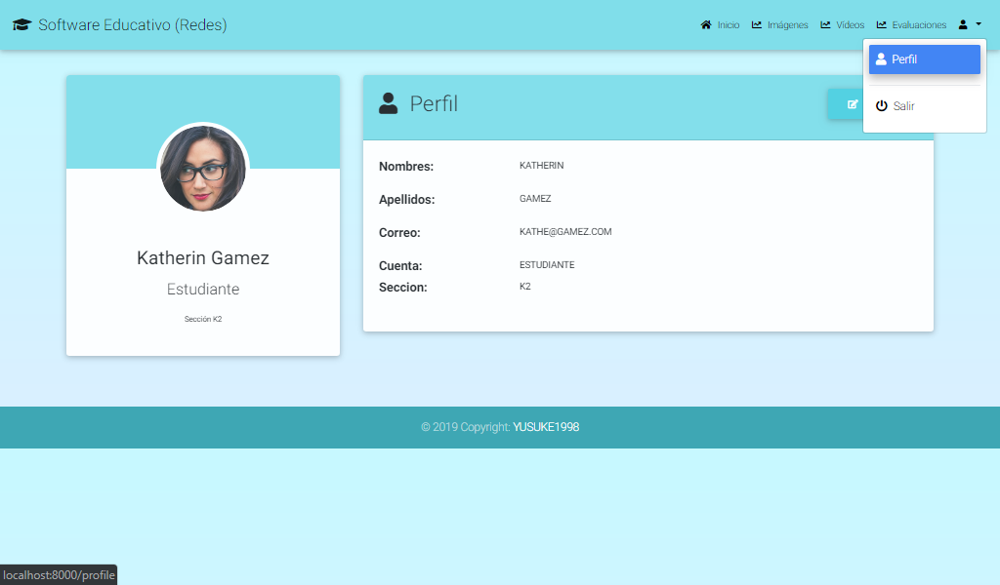 Software Educativo (Redes)
Inicio Imágenes Vídeos Evaluaciones
Perfil
Salir
Katherin Gamez
Estudiante
Sección K2
Perfil
Nombres: KATHERIN
Apellidos: GAMEZ
Correo: KATHE@GAMEZ.COM
Cuenta: ESTUDIANTE
Seccion: K2
© 2019 Copyright: YUSUKE1998
localhost:8000/profile